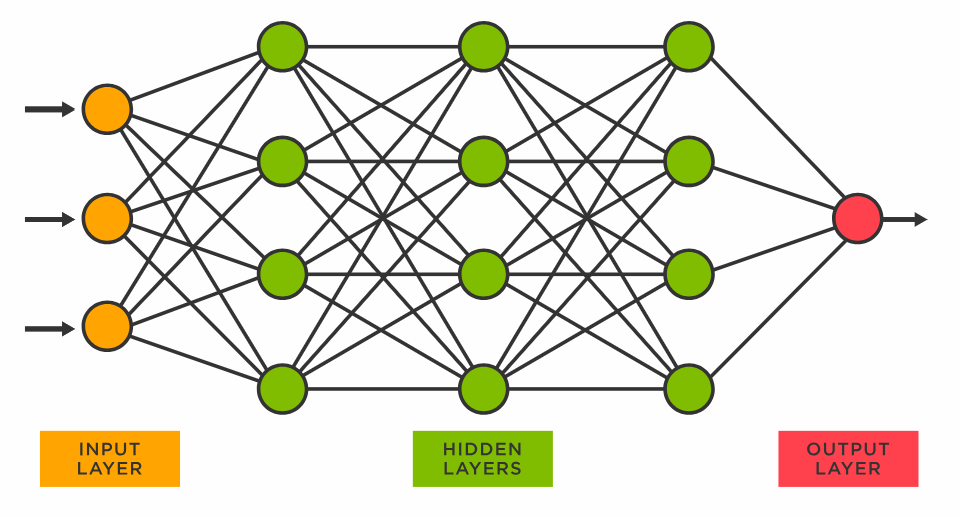 INPUT
LAYER
HIDDEN
LAYERS
OUTPUT
LAYER